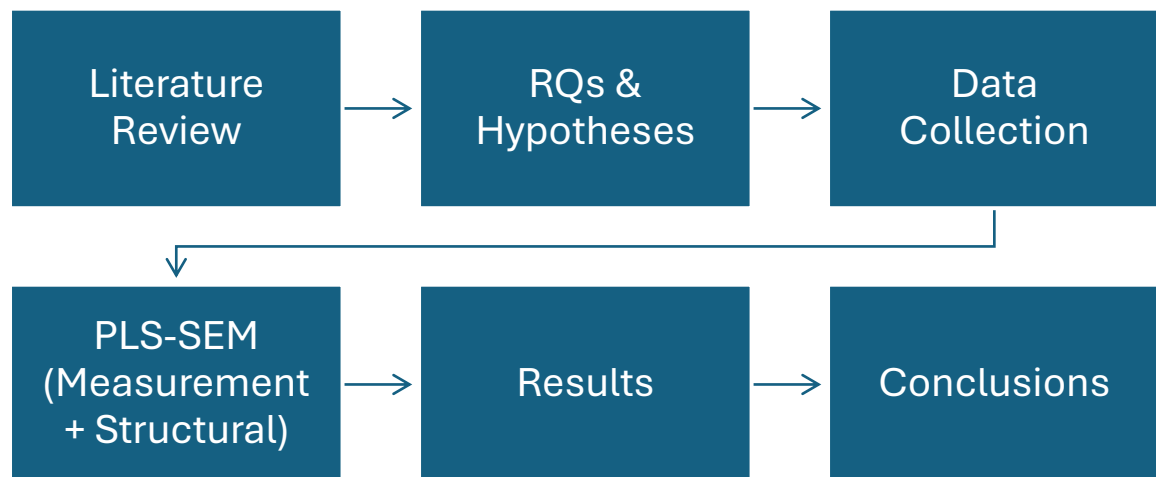 Literature
Review
RQs &
Hypotheses
Data
Collection
PLS-SEM
(Measurement
+ Structural)
Results
Conclusions